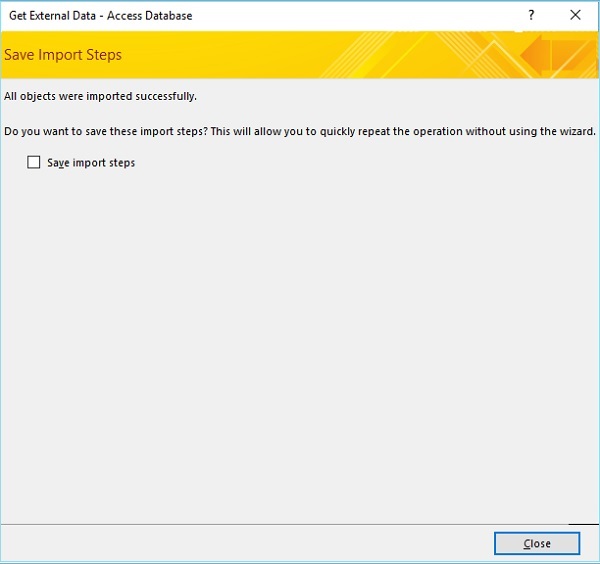 Get External Data - Access Database
?
Save Import Steps
All objects were imported successfully.
Do you want to save these import steps? This will allow you to quickly repeat the operation without using the wizard.
Save import steps
Close